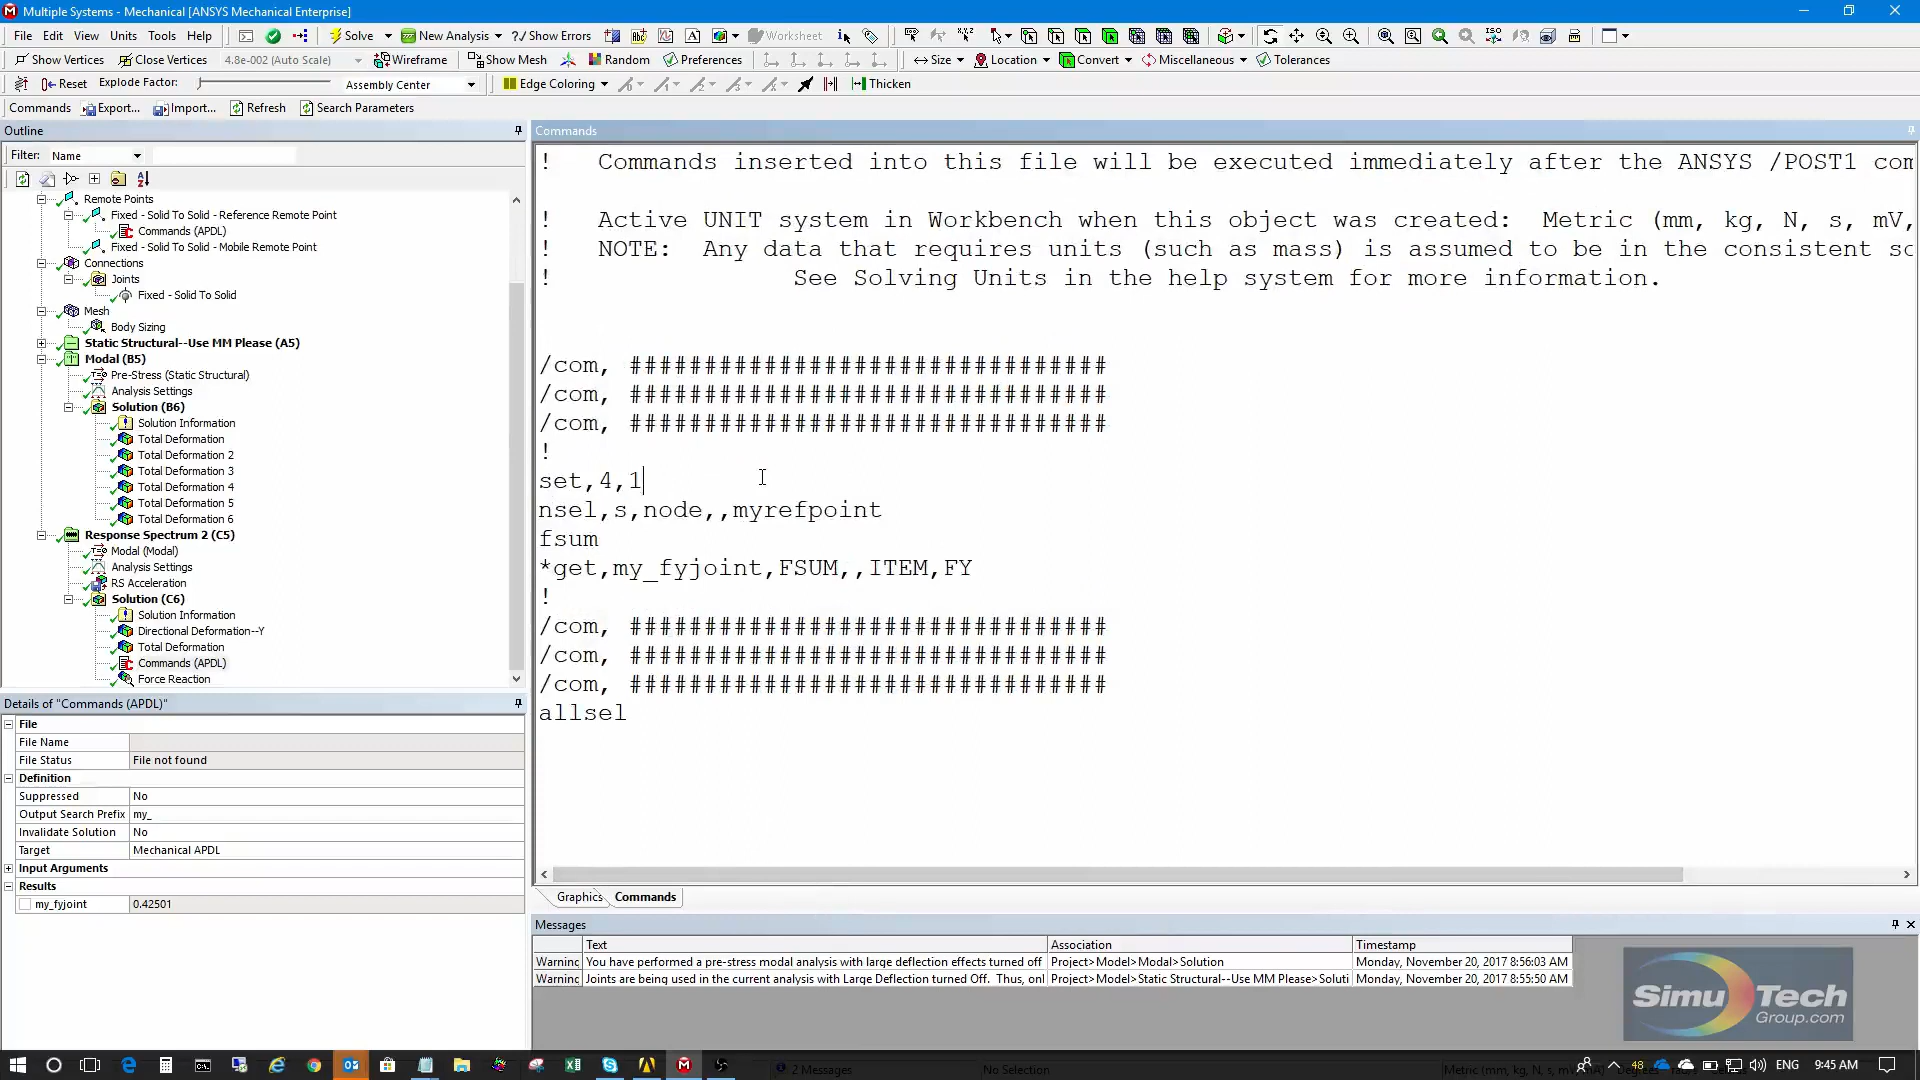 Multiple Systems - Mechanical [ANSYS Mechanical Enterprise]
File Edit View Units Tools Help Solve New Analysis Show Errors Worksheet
Show Vertices Close Vertices 4.8e-002 (Auto Scale) Wireframe Show Mesh Random Preferences Size Location Convert Miscellaneous Tolerances
Reset Explode Factor: Assembly Center Edge Coloring Thicken
Commands Export... Import... Refresh Search Parameters
Outline
Filter: Name
Remote Points
Fixed - Solid To Solid - Reference Remote Point
Commands (APDL)
Fixed - Solid To Solid - Mobile Remote Point
Connections
Joints
Fixed - Solid To Solid
Mesh
Body Sizing
Static Structural--Use MM Please (A5)
Modal (B5)
Pre-Stress (Static Structural)
Analysis Settings
Solution (B6)
Solution Information
Total Deformation
Total Deformation 2
Total Deformation 3
Total Deformation 4
Total Deformation 5
Total Deformation 6
Response Spectrum 2 (C5)
Modal (Modal)
Analysis Settings
RS Acceleration
Solution (C6)
Solution Information
Directional Deformation--Y
Total Deformation
Commands (APDL)
Force Reaction
Details of "Commands (APDL)"
File
File Name
File Status File not found
Definition
Suppressed No
Output Search Prefix my_
Invalidate Solution No
Target Mechanical APDL
Input Arguments
Results
my_fyjoint 0.42501
Commands
! Commands inserted into this file will be executed immediately after the ANSYS /POST1 com
! Active UNIT system in Workbench when this object was created: Metric (mm, kg, N, s, mV,
! NOTE: Any data that requires units (such as mass) is assumed to be in the consistent so
! See Solving Units in the help system for more information.
/com, ################################
/com, ################################
/com, ################################
!
set,4,1
nsel,s,node,,myrefpoint
fsum
*get,my_fyjoint,FSUM,,ITEM,FY
!
/com, ################################
/com, ################################
/com, ################################
allsel
Graphics Commands
Messages
Text Association Timestamp
Warning You have performed a pre-stress modal analysis with large deflection effects turned off Project>Model>Modal>Solution Monday, November 20, 2017 8:56:03 AM
Warning Joints are being used in the current analysis with Large Deflection turned Off. Thus, onl Project>Model>Static Structural--Use MM Please>Soluti Monday, November 20, 2017 8:55:50 AM
SimuTech
Group.com
2 Messages No Selection
48 ENG 9:45 AM